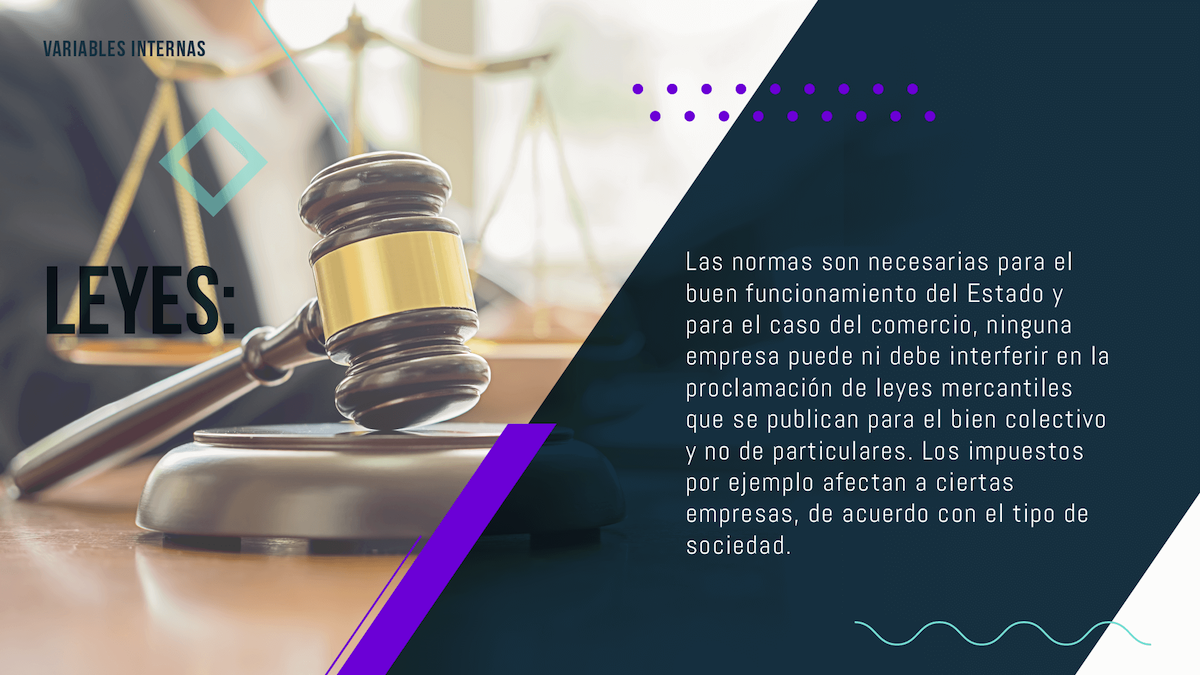 VARIABLES INTERNAS
LEYES:
Las normas son necesarias para el
buen funcionamiento del Estado y
para el caso del comercio, ninguna
empresa puede ni debe interferir en la
proclamación de leyes mercantiles
que se publican para el bien colectivo
y no de particulares. Los impuestos
por ejemplo afectan a ciertas
empresas, de acuerdo con el tipo de
sociedad.